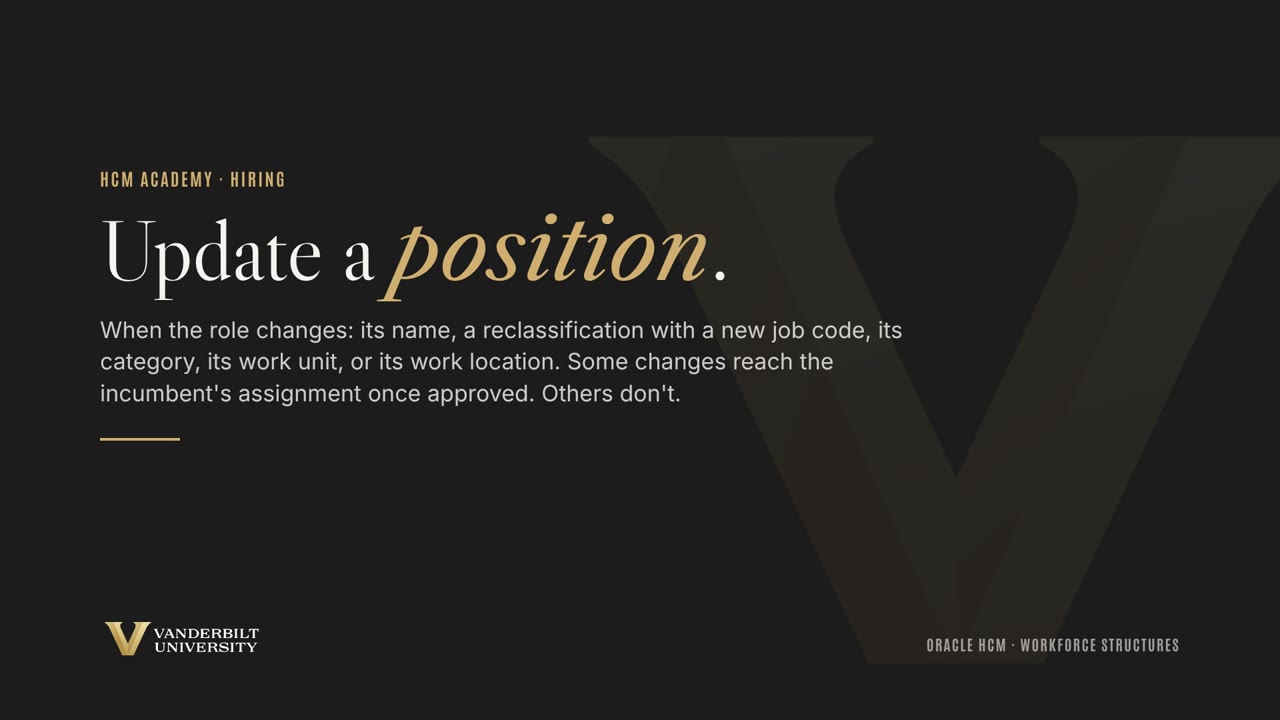 HCM ACADEMY · HIRING
Update a position.
When the role changes: its name, a reclassification with a new job code, its
category, its work unit, or its work location. Some changes reach the
incumbent's assignment once approved. Others don't.
VANDERBILT
UNIVERSITY
ORACLE HCM · WORKFORCE STRUCTURES